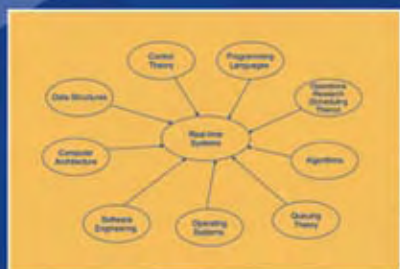 Control
Theory
Programming
Languages
Data Structures
Operations
Research
(Scheduling
Theory)
Real-time
Systems
Computer
Architecture
Algorithms
Software
Engineering
Operating
Systems
Queuing
Theory